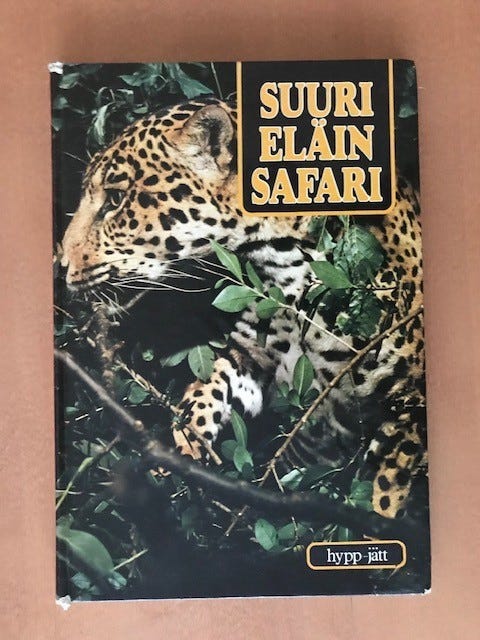 SUURI
ELÄIN
SAFARI
hypp-jätt